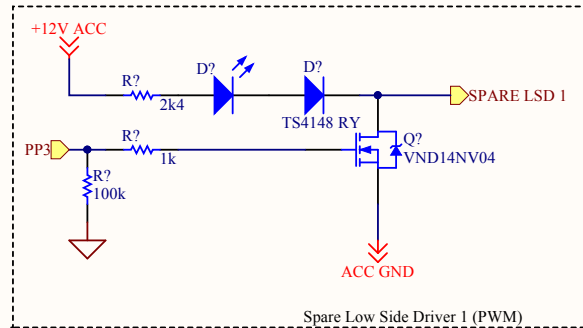 +12V ACC
R?
2k4
D?
D?
TS4148 RY
SPARE LSD 1
PP3
R?
1k
R?
100k
Q?
VND14NV04
ACC GND
Spare Low Side Driver 1 (PWM)